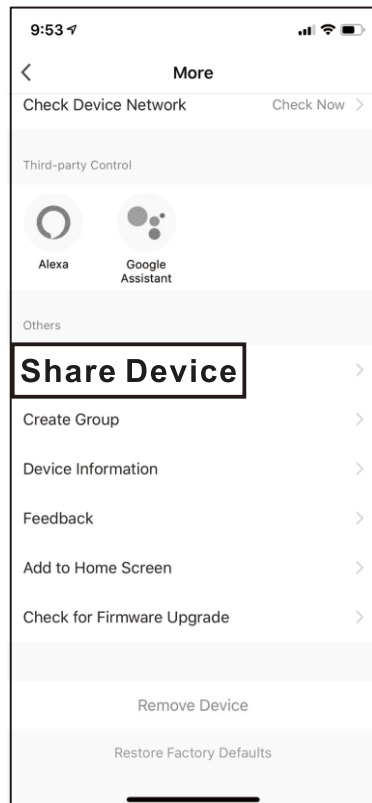 9:53
More
Check Device Network Check Now
Third-party Control
Alexa Google
Assistant
Others
Share Device
Create Group
Device Information
Feedback
Add to Home Screen
Check for Firmware Upgrade
Remove Device
Restore Factory Defaults